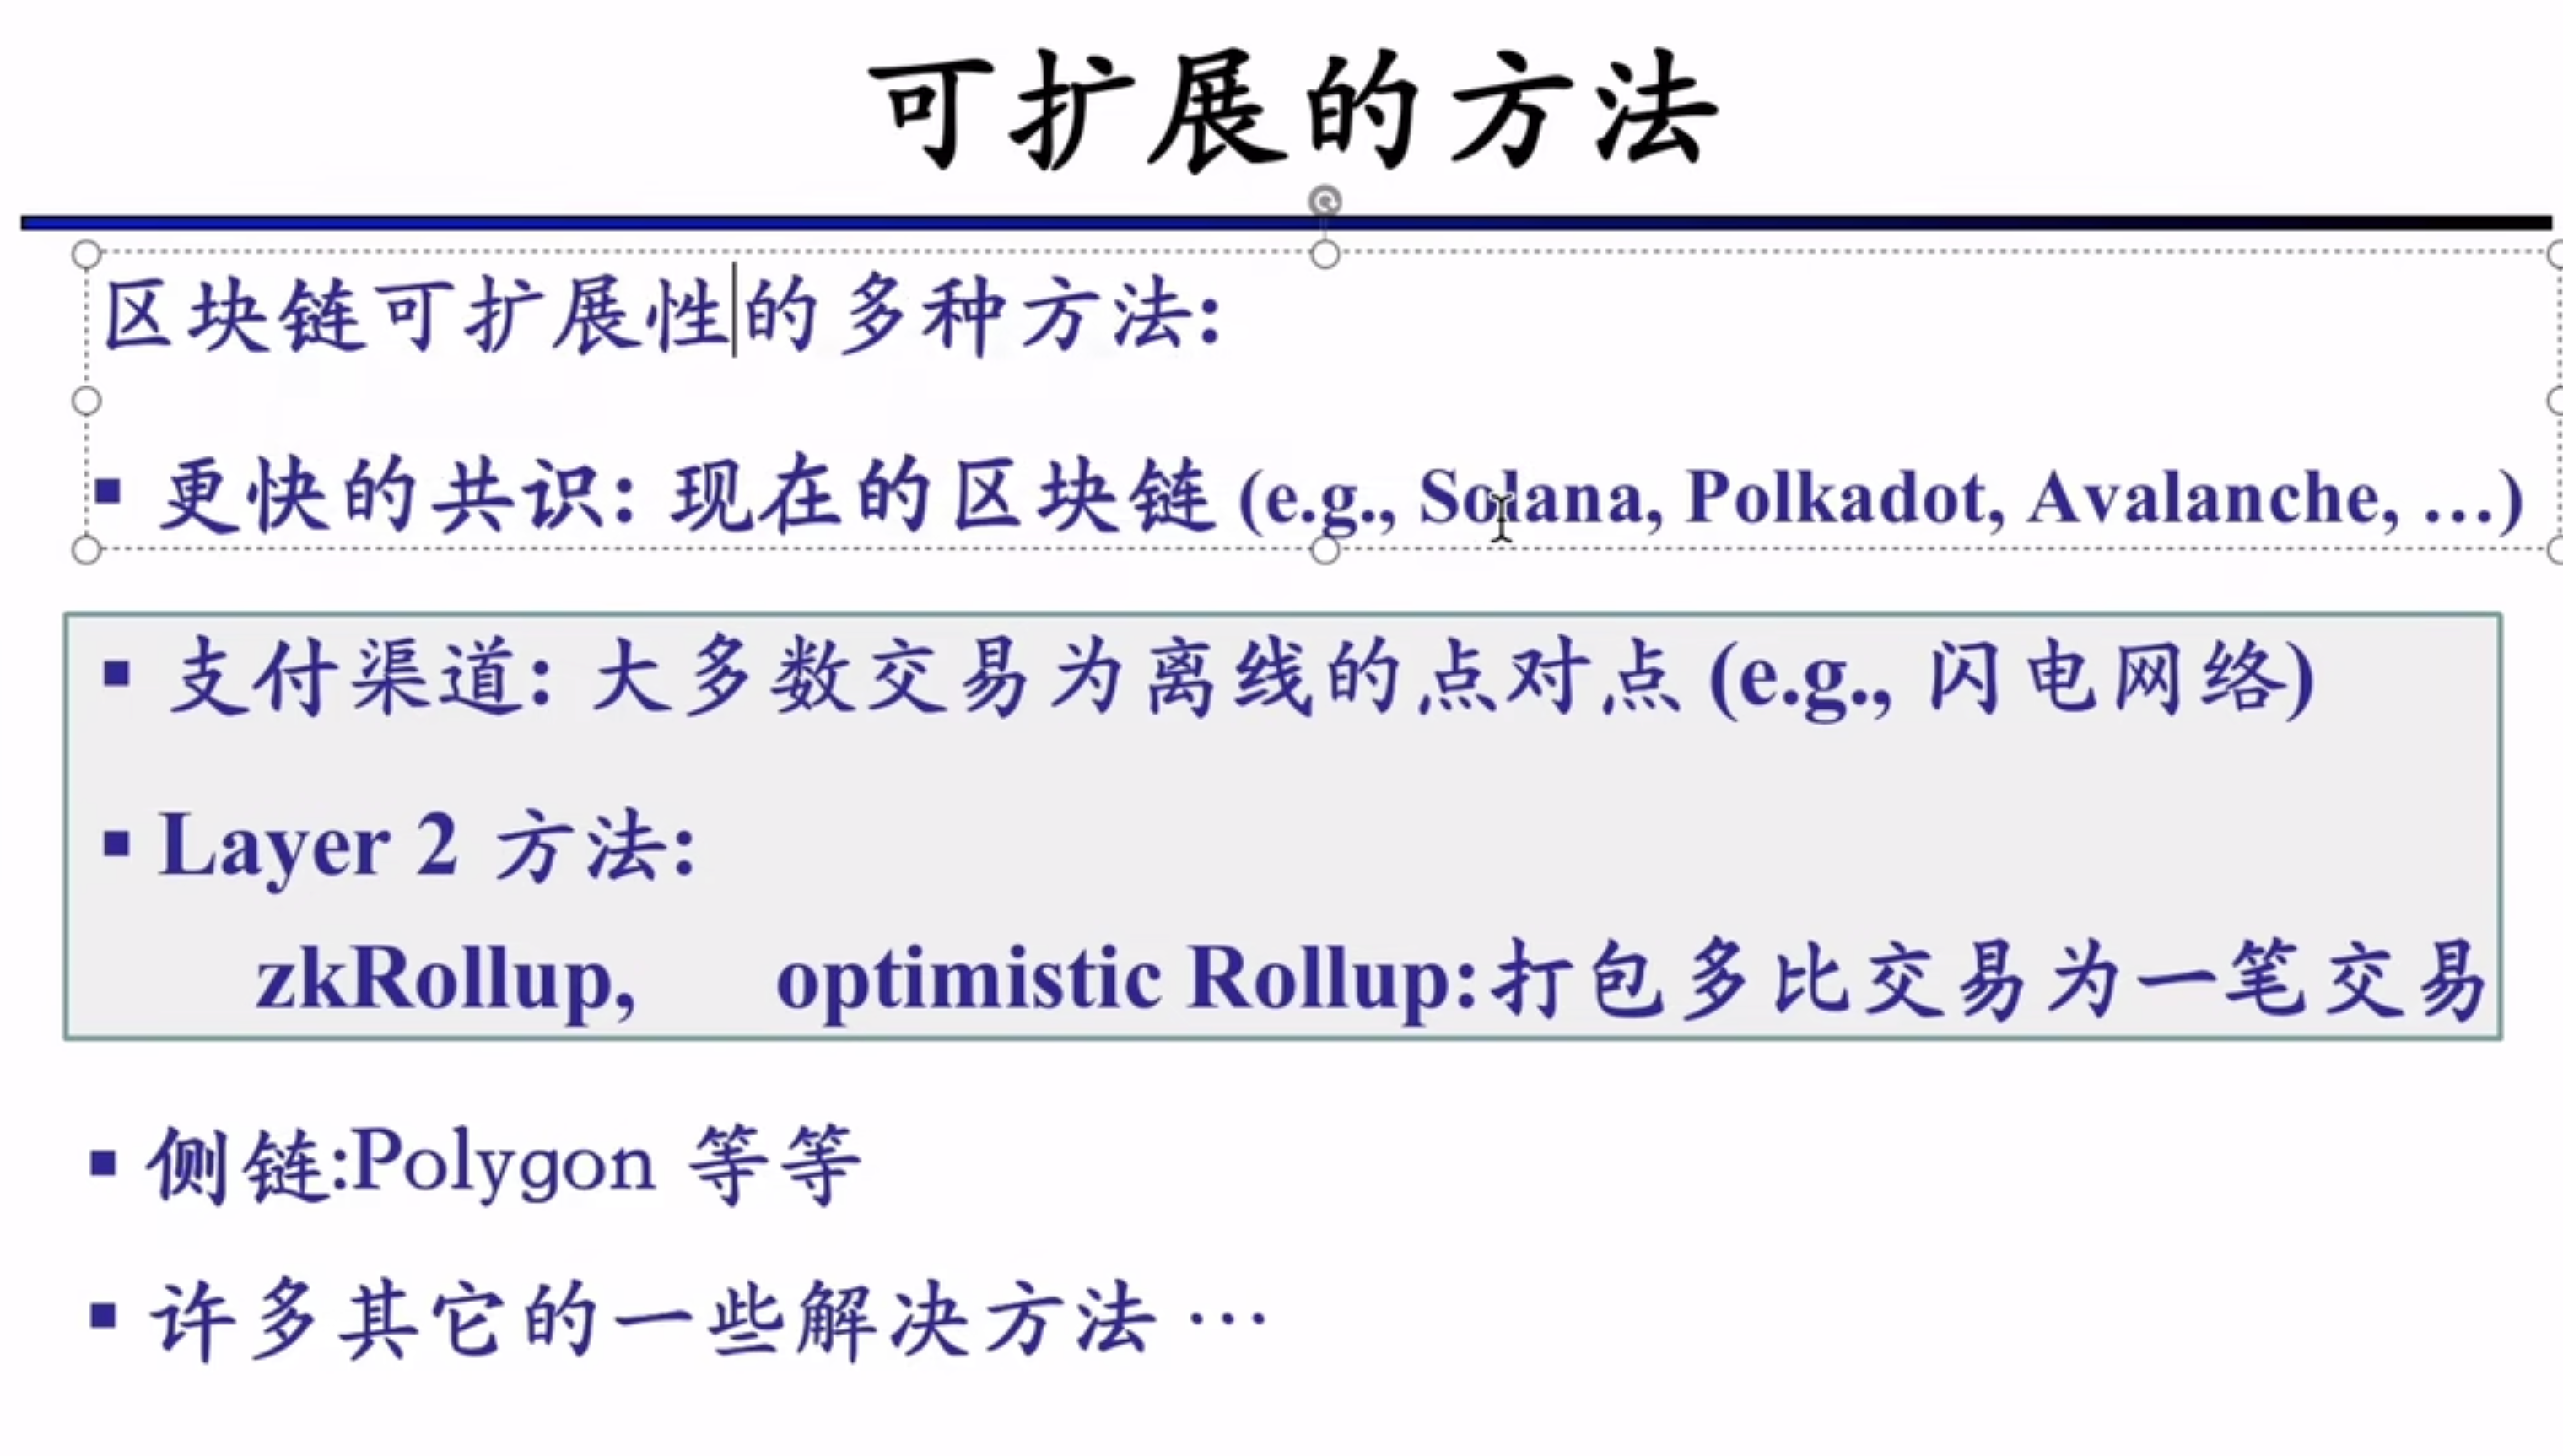 可扩展的方法
区块链可扩展性的多种方法:
▪ 更快的共识: 现在的区块链 (e.g., Solana, Polkadot, Avalanche, …)
▪ 支付渠道: 大多数交易为离线的点对点 (e.g., 闪电网络)
▪ Layer 2 方法:
zkRollup, optimistic Rollup:打包多比交易为一笔交易
▪ 侧链:Polygon 等等
▪ 许多其它的一些解决方法 …